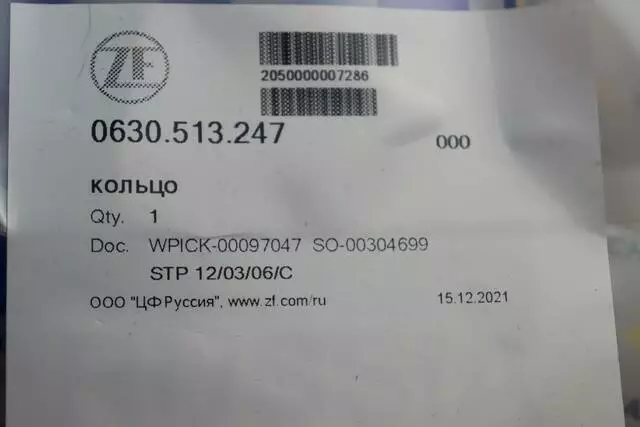 ZF
2050000007286
0630.513.247 000
кольцо
Qty. 1
Doc. WPICK-00097047 SO-00304699
STP 12/03/06/C
ООО "ЦФ Руссия", www.zf.com/ru 15.12.2021